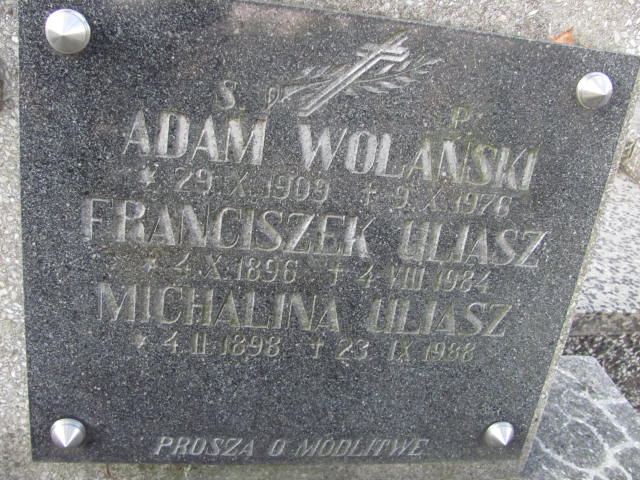 S. P.
ADAM WOLAŃSKI
* 29.X.1909 + 9.X.1976
FRANCISZEK ULIASZ
* 4.X.1896 + 4.VIII.1984
MICHALINA ULIASZ
* 4.II.1898 + 23.IX.1988
PROSZĄ O MODLITWĘ